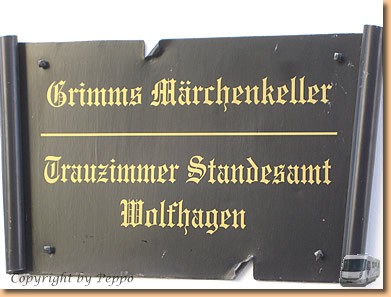 Grimms Märchenkeller
Trauzimmer Standesamt
Wolfhagen
Copyright by Peppo